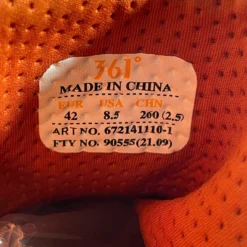 361°
MADE IN CHINA
EUR USA CHN
42 8.5 260 (2.5)
ART NO. 672141110-1
FTY NO. 90555(21.09)